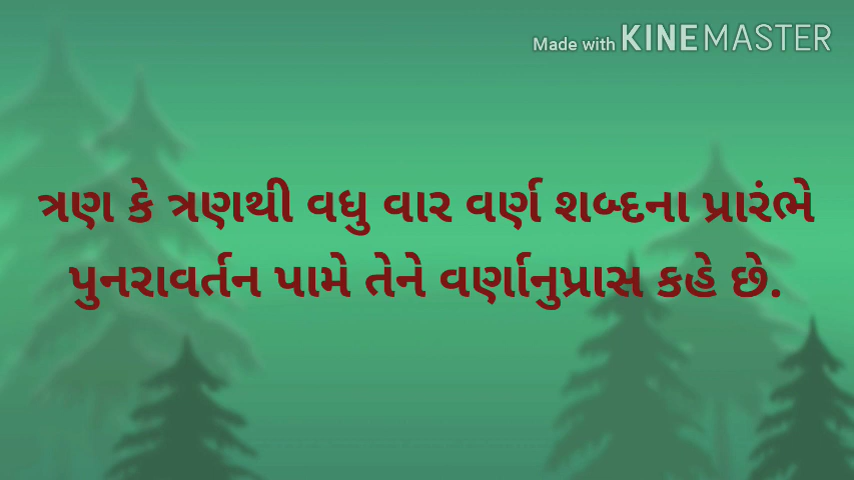 Made with KINEMASTER
ત્રણ કે ત્રણથી વધુ વાર વર્ણ શબ્દના પ્રારંભે
પુનરાવર્તન પામે તેને વર્ણાનુપ્રાસ કહે છે.